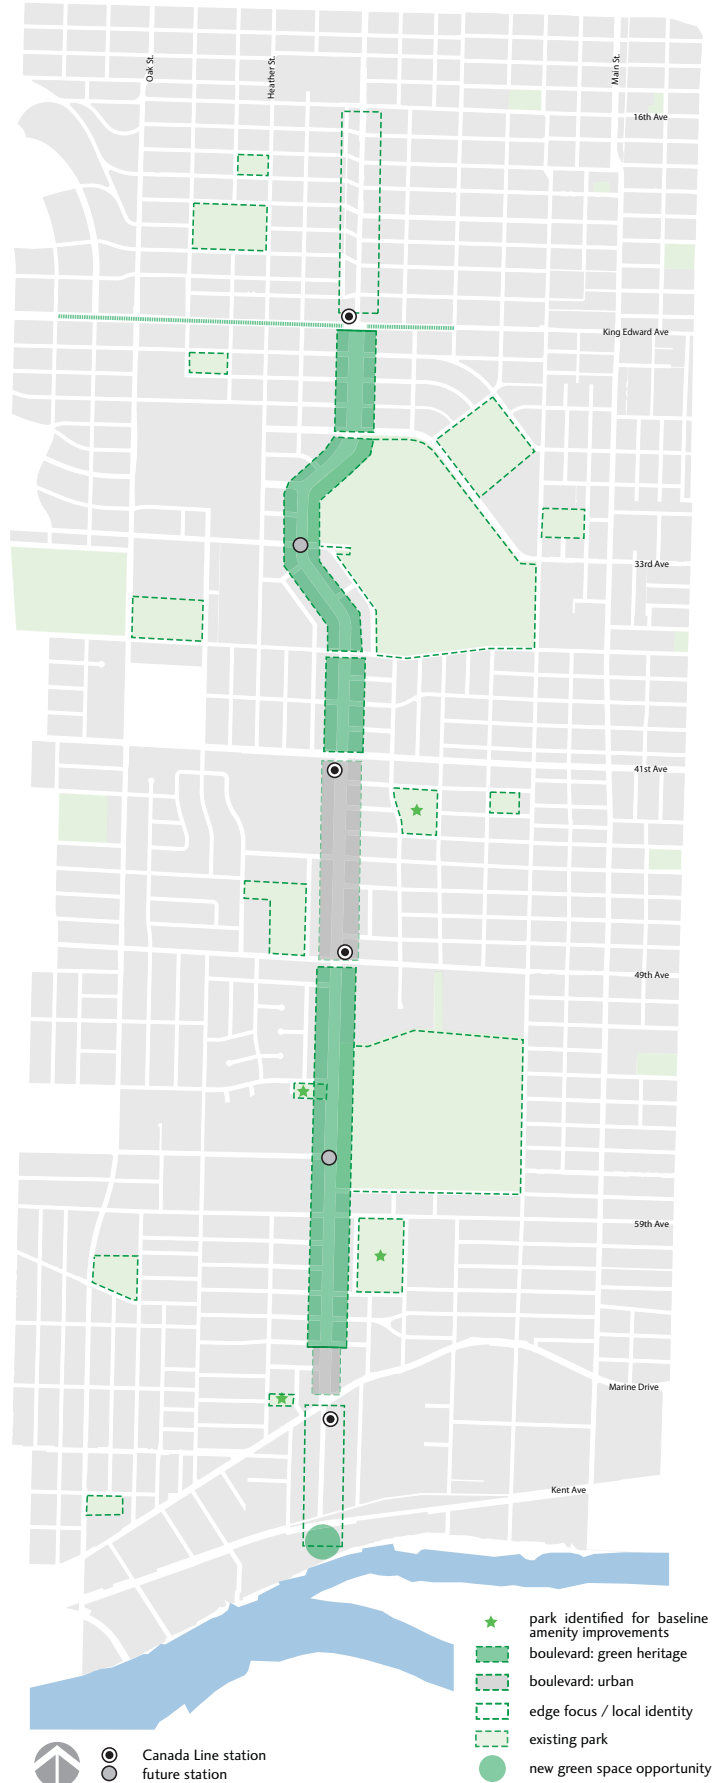 Oak St.
Heather St.
Main St.
16th Ave
King Edward Ave
33rd Ave
41st Ave
49th Ave
59th Ave
Marine Drive
Kent Ave
park identified for baseline
amenity improvements
boulevard: green heritage
boulevard: urban
edge focus / local identity
existing park
new green space opportunity
Canada Line station
future station